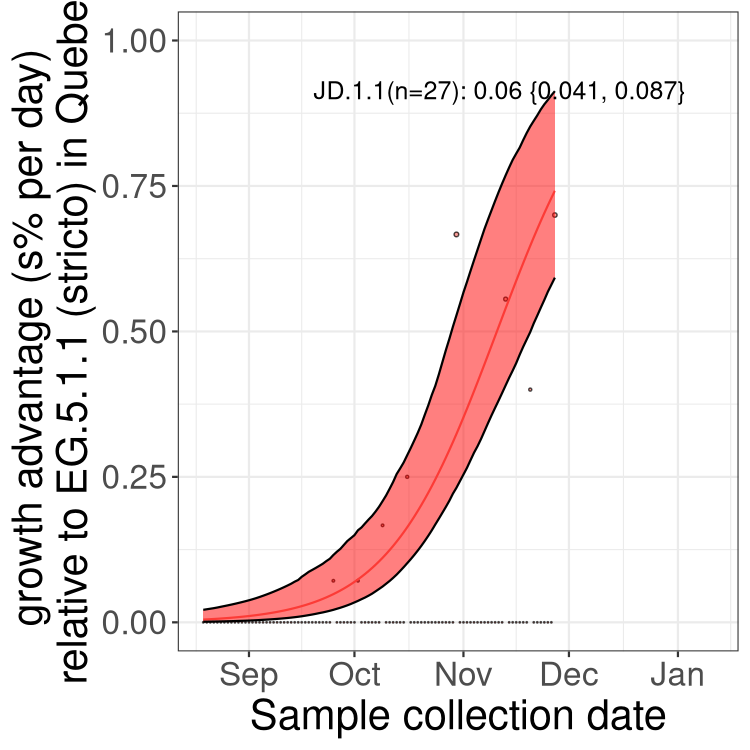 growth advantage (s% per day)
relative to EG.5.1.1 (stricto) in Quebe
1.00
0.75
0.50
0.25
0.00
JD.1.1(n=27): 0.06 {0.041, 0.087}
Sep Oct Nov Dec Jan
Sample collection date